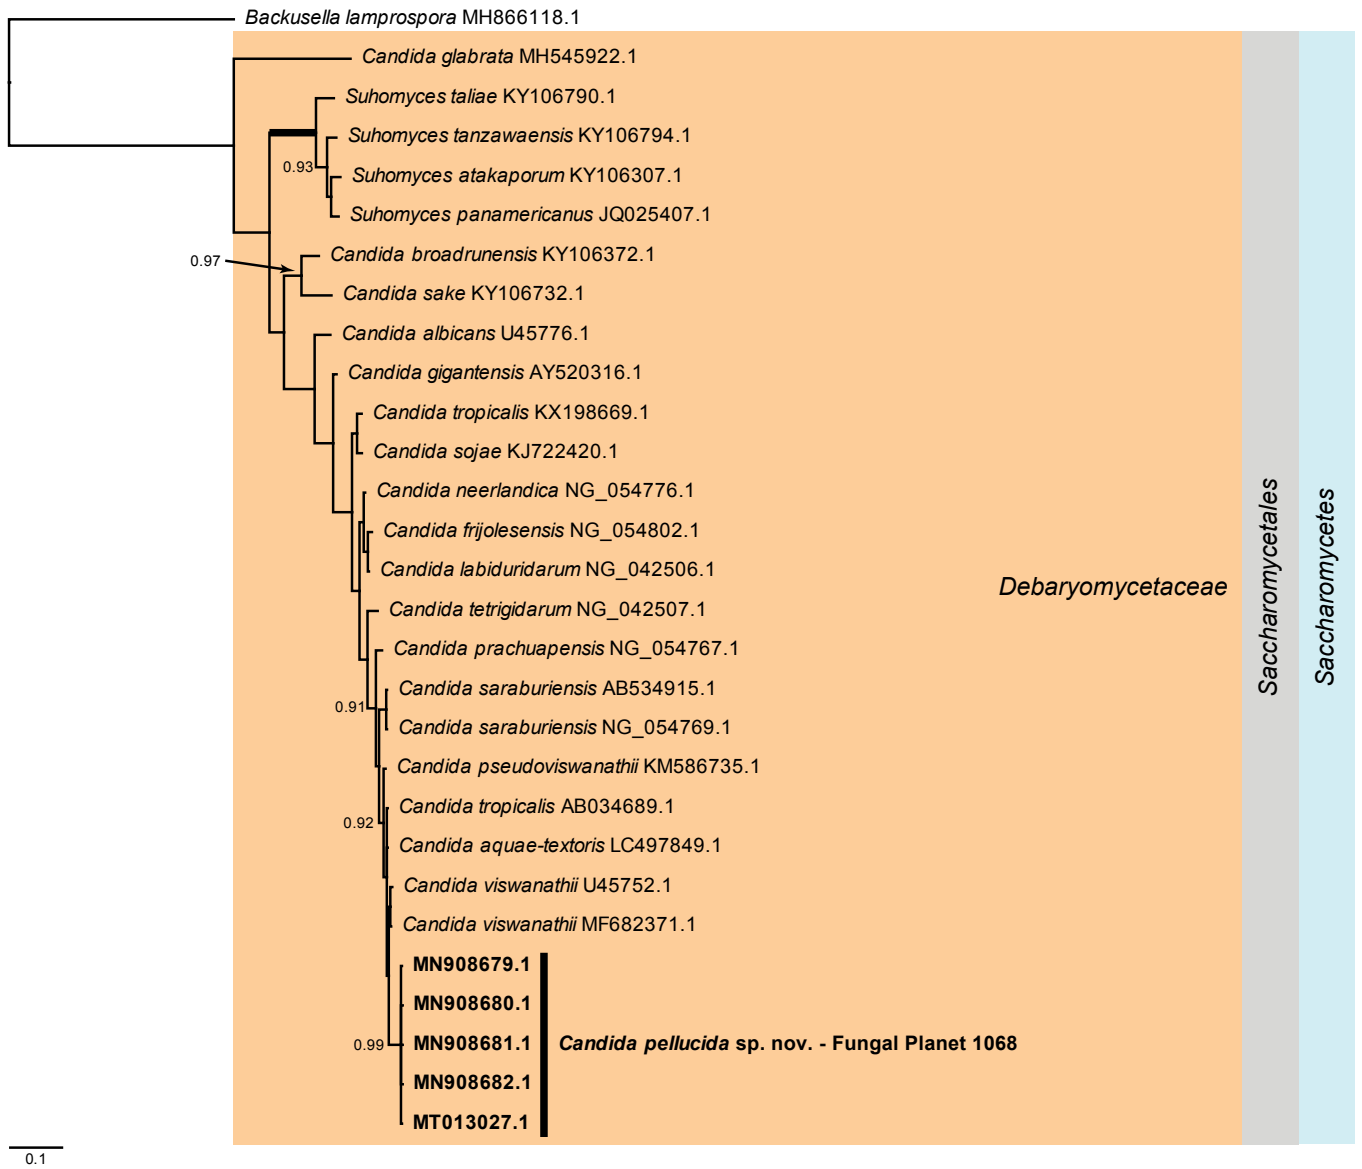 Backusella lamprospora MH866118.1
Candida glabrata MH545922.1
Suhomyces taliae KY106790.1
Suhomyces tanzawaensis KY106794.1
0.93
Suhomyces atakaporum KY106307.1
Suhomyces panamericanus JQ025407.1
Candida broadrunensis KY106372.1
0.97
Candida sake KY106732.1
Candida albicans U45776.1
Candida gigantensis AY520316.1
Candida tropicalis KX198669.1
Candida sojae KJ722420.1
Candida neerlandica NG_054776.1
Candida frijolesensis NG_054802.1
Candida labiduridarum NG_042506.1
Debaryomycetaceae
Saccharomycetales
Saccharomycetes
Candida tetrigidarum NG_042507.1
Candida prachuapensis NG_054767.1
Candida saraburiensis AB534915.1
0.91
Candida saraburiensis NG_054769.1
Candida pseudoviswanathii KM586735.1
Candida tropicalis AB034689.1
0.92
Candida aquae-textoris LC497849.1
Candida viswanathii U45752.1
Candida viswanathii MF682371.1
MN908679.1
MN908680.1
0.99
MN908681.1
Candida pellucida sp. nov. - Fungal Planet 1068
MN908682.1
MT013027.1
0.1